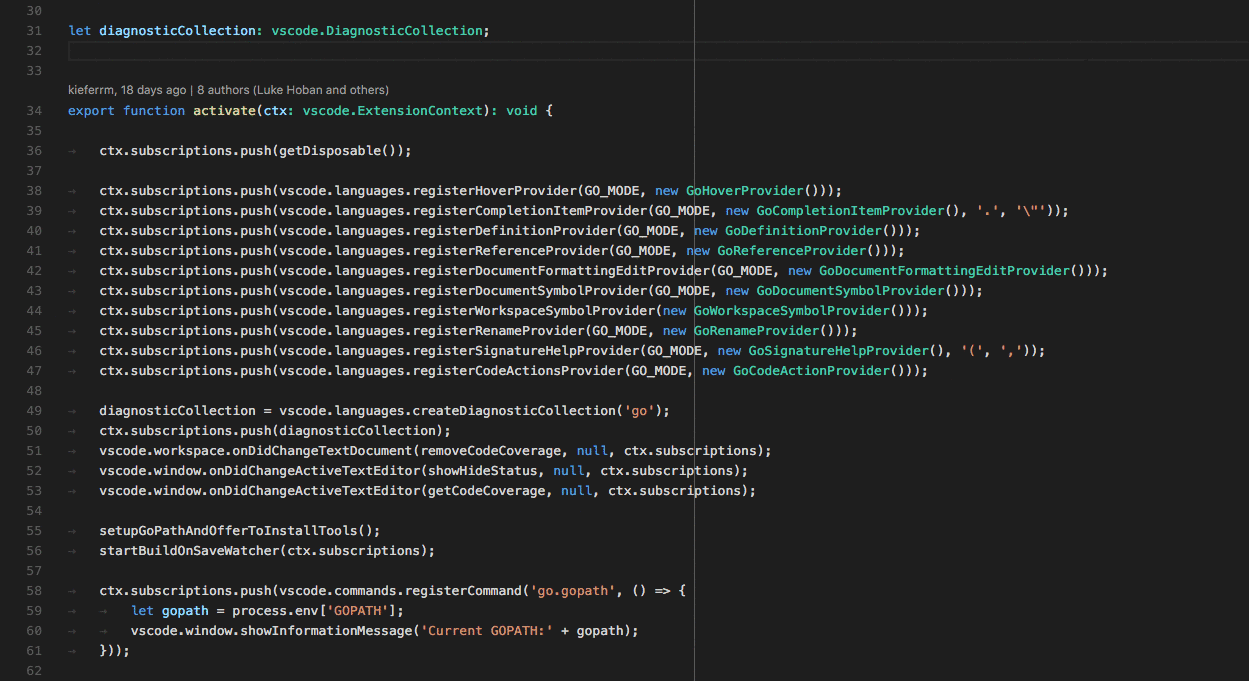 30
31 let diagnosticCollection: vscode.DiagnosticCollection;
32
33
kieferrm, 18 days ago | 8 authors (Luke Hoban and others)
34 export function activate(ctx: vscode.ExtensionContext): void {
35
36 → ctx.subscriptions.push(getDisposable());
37
38 → ctx.subscriptions.push(vscode.languages.registerHoverProvider(GO_MODE, new GoHoverProvider()));
39 → ctx.subscriptions.push(vscode.languages.registerCompletionItemProvider(GO_MODE, new GoCompletionItemProvider(), '.', '\"'));
40 → ctx.subscriptions.push(vscode.languages.registerDefinitionProvider(GO_MODE, new GoDefinitionProvider()));
41 → ctx.subscriptions.push(vscode.languages.registerReferenceProvider(GO_MODE, new GoReferenceProvider()));
42 → ctx.subscriptions.push(vscode.languages.registerDocumentFormattingEditProvider(GO_MODE, new GoDocumentFormattingEditProvider()));
43 → ctx.subscriptions.push(vscode.languages.registerDocumentSymbolProvider(GO_MODE, new GoDocumentSymbolProvider()));
44 → ctx.subscriptions.push(vscode.languages.registerWorkspaceSymbolProvider(new GoWorkspaceSymbolProvider()));
45 → ctx.subscriptions.push(vscode.languages.registerRenameProvider(GO_MODE, new GoRenameProvider()));
46 → ctx.subscriptions.push(vscode.languages.registerSignatureHelpProvider(GO_MODE, new GoSignatureHelpProvider(), '(', ','));
47 → ctx.subscriptions.push(vscode.languages.registerCodeActionsProvider(GO_MODE, new GoCodeActionProvider()));
48
49 → diagnosticCollection = vscode.languages.createDiagnosticCollection('go');
50 → ctx.subscriptions.push(diagnosticCollection);
51 → vscode.workspace.onDidChangeTextDocument(removeCodeCoverage, null, ctx.subscriptions);
52 → vscode.window.onDidChangeActiveTextEditor(showHideStatus, null, ctx.subscriptions);
53 → vscode.window.onDidChangeActiveTextEditor(getCodeCoverage, null, ctx.subscriptions);
54
55 → setupGoPathAndOfferToInstallTools();
56 → startBuildOnSaveWatcher(ctx.subscriptions);
57
58 → ctx.subscriptions.push(vscode.commands.registerCommand('go.gopath', () => {
59 → → let gopath = process.env['GOPATH'];
60 → → vscode.window.showInformationMessage('Current GOPATH:' + gopath);
61 → }));
62